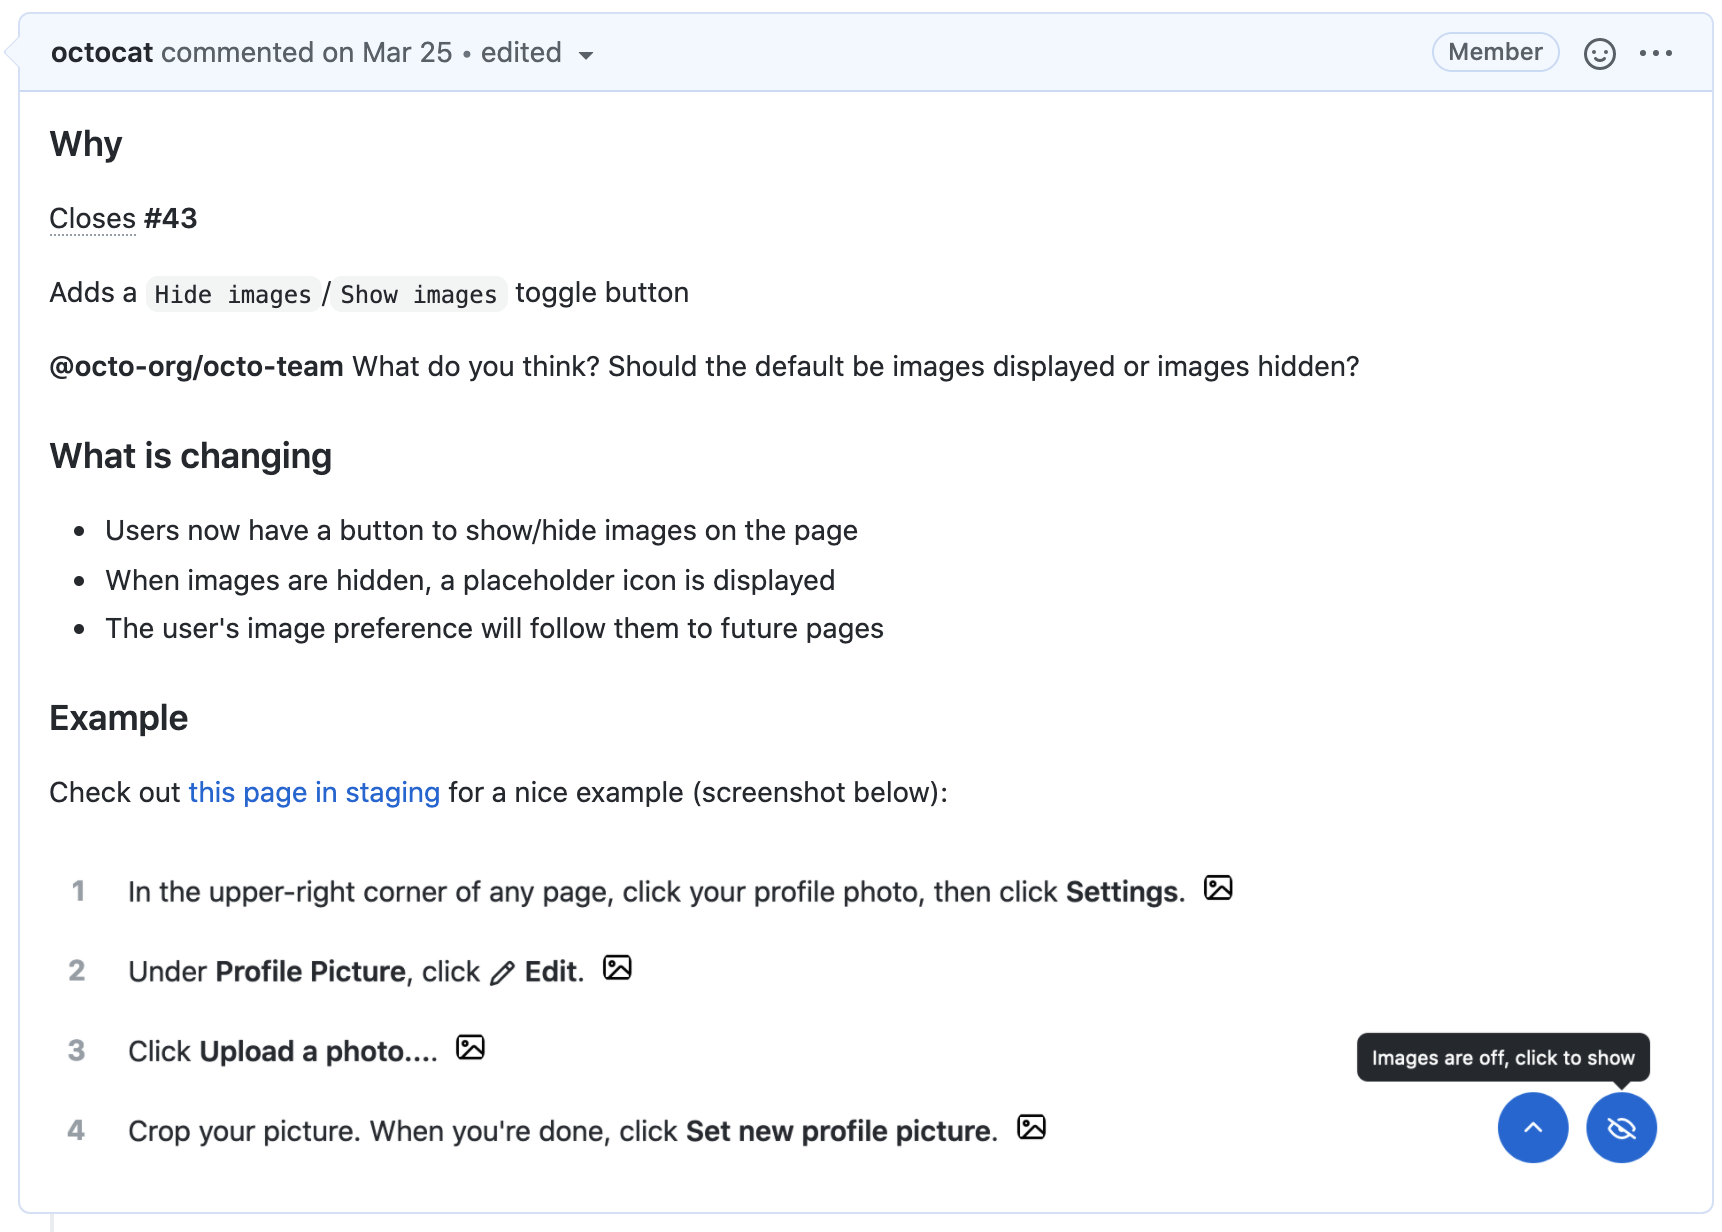 octocat commented on Mar 25 • edited
Member
Why
Closes #43
Adds a Hide images/Show images toggle button
@octo-org/octo-team What do you think? Should the default be images displayed or images hidden?
What is changing
• Users now have a button to show/hide images on the page
• When images are hidden, a placeholder icon is displayed
• The user's image preference will follow them to future pages
Example
Check out this page in staging for a nice example (screenshot below):
1 In the upper-right corner of any page, click your profile photo, then click Settings.
2 Under Profile Picture, click Edit.
3 Click Upload a photo....
Images are off, click to show
4 Crop your picture. When you're done, click Set new profile picture.